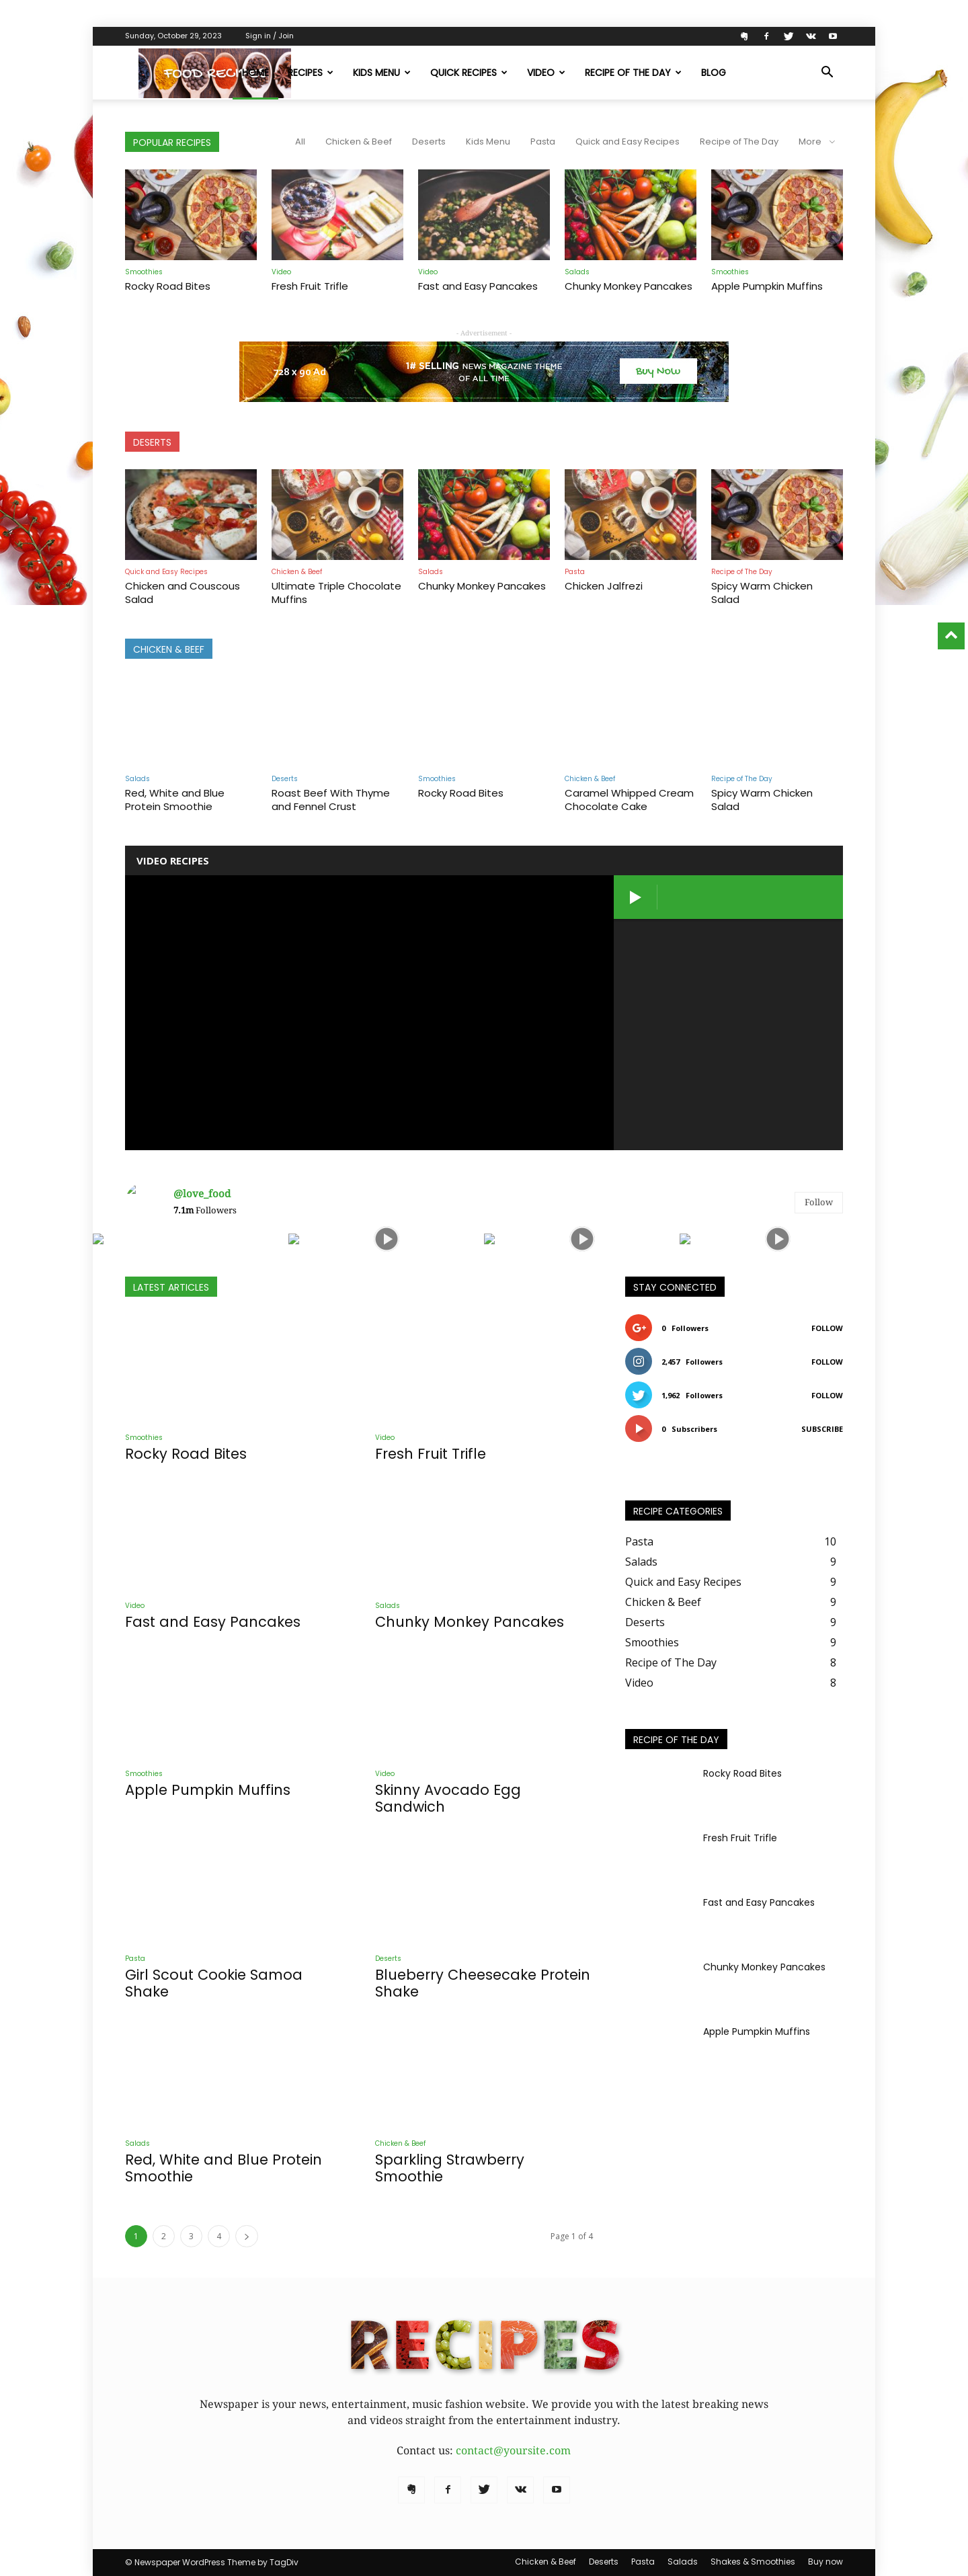 Sunday, October 29, 2023
Sign in / Join
FOOD RECI
HOME
RECIPES
KIDS MENU
QUICK RECIPES
VIDEO
RECIPE OF THE DAY
BLOG
POPULAR RECIPES
All
Chicken & Beef
Deserts
Kids Menu
Pasta
Quick and Easy Recipes
Recipe of The Day
More
Smoothies
Rocky Road Bites
Video
Fresh Fruit Trifle
Video
Fast and Easy Pancakes
Salads
Chunky Monkey Pancakes
Smoothies
Apple Pumpkin Muffins
- Advertisement -
728 x 90 Ad
1# SELLING NEWS MAGAZINE THEME
OF ALL TIME
Buy Now
DESERTS
Quick and Easy Recipes
Chicken and Couscous
Salad
Chicken & Beef
Ultimate Triple Chocolate
Muffins
Salads
Chunky Monkey Pancakes
Pasta
Chicken Jalfrezi
Recipe of The Day
Spicy Warm Chicken
Salad
CHICKEN & BEEF
Salads
Red, White and Blue
Protein Smoothie
Deserts
Roast Beef With Thyme
and Fennel Crust
Smoothies
Rocky Road Bites
Chicken & Beef
Caramel Whipped Cream
Chocolate Cake
Recipe of The Day
Spicy Warm Chicken
Salad
VIDEO RECIPES
@love_food
7.1m Followers
Follow
LATEST ARTICLES
Smoothies
Rocky Road Bites
Video
Fresh Fruit Trifle
Video
Fast and Easy Pancakes
Salads
Chunky Monkey Pancakes
Smoothies
Apple Pumpkin Muffins
Video
Skinny Avocado Egg
Sandwich
Pasta
Girl Scout Cookie Samoa
Shake
Deserts
Blueberry Cheesecake Protein
Shake
Salads
Red, White and Blue Protein
Smoothie
Chicken & Beef
Sparkling Strawberry
Smoothie
1
2
3
4
Page 1 of 4
STAY CONNECTED
0 Followers
FOLLOW
2,457 Followers
FOLLOW
1,962 Followers
FOLLOW
0 Subscribers
SUBSCRIBE
RECIPE CATEGORIES
Pasta 10
Salads 9
Quick and Easy Recipes 9
Chicken & Beef 9
Deserts 9
Smoothies 9
Recipe of The Day 8
Video 8
RECIPE OF THE DAY
Rocky Road Bites
Fresh Fruit Trifle
Fast and Easy Pancakes
Chunky Monkey Pancakes
Apple Pumpkin Muffins
RECIPES
Newspaper is your news, entertainment, music fashion website. We provide you with the latest breaking news
and videos straight from the entertainment industry.
Contact us: contact@yoursite.com
© Newspaper WordPress Theme by TagDiv
Chicken & Beef
Deserts
Pasta
Salads
Shakes & Smoothies
Buy now